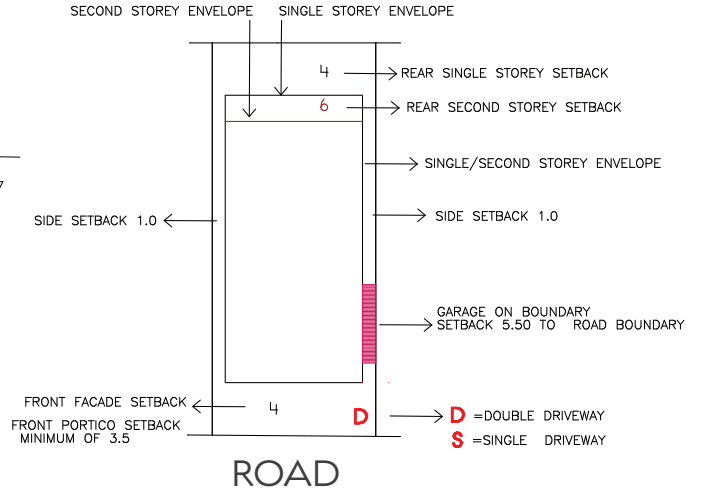 SECOND STOREY ENVELOPE
SINGLE STOREY ENVELOPE
4
REAR SINGLE STOREY SETBACK
6
REAR SECOND STOREY SETBACK
SINGLE/SECOND STOREY ENVELOPE
SIDE SETBACK 1.0
SIDE SETBACK 1.0
GARAGE ON BOUNDARY
SETBACK 5.50 TO ROAD BOUNDARY
FRONT FACADE SETBACK
4
D
D =DOUBLE DRIVEWAY
FRONT PORTICO SETBACK
MINIMUM OF 3.5
S =SINGLE DRIVEWAY
ROAD